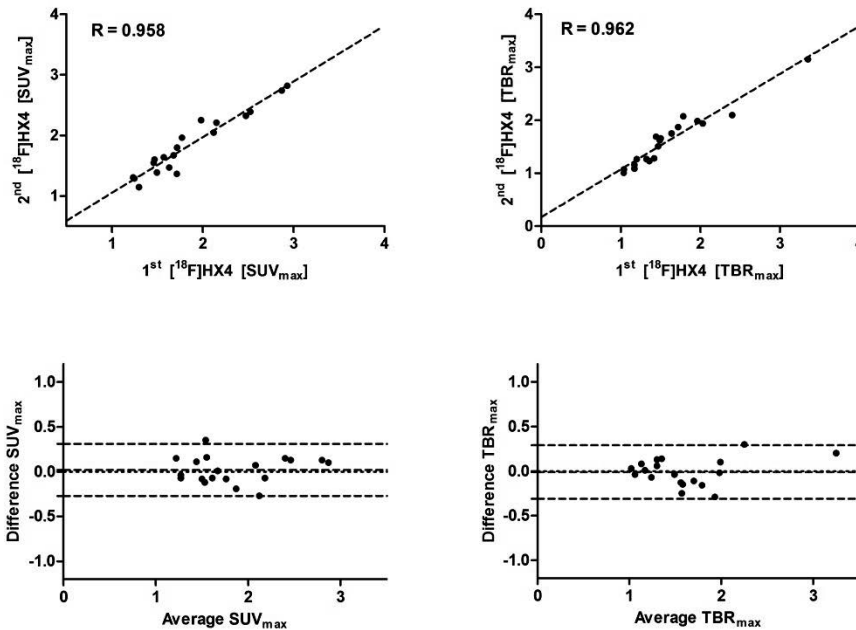 R = 0.958
4
3
2
1
1 2 3 4
2nd [18F]HX4 [SUVmax]
1st [18F]HX4 [SUVmax]
R = 0.962
4
3
2
1
0
0 1 2 3 4
2nd [18F]HX4 [TBRmax]
1st [18F]HX4 [TBRmax]
1.0
0.5
0.0
-0.5
-1.0
0 1 2 3
Difference SUVmax
Average SUVmax
1.0
0.5
0.0
-0.5
-1.0
0 1 2 3
Difference TBRmax
Average TBRmax